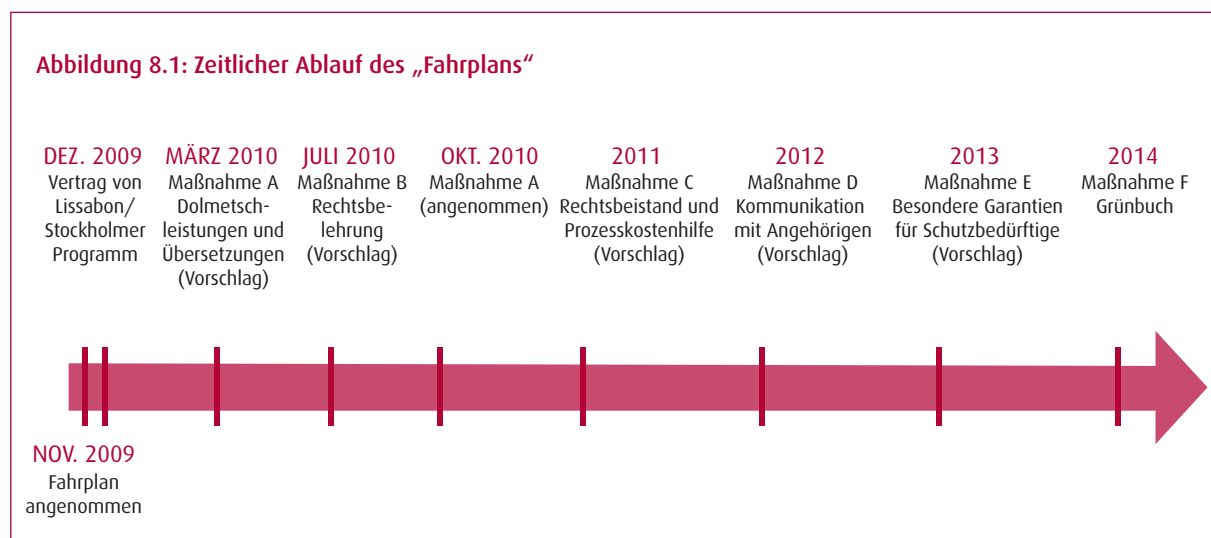 Abbildung 8.1: Zeitlicher Ablauf des „Fahrplans“
DEZ. 2009
Vertrag von
Lissabon/
Stockholmer
Programm
MÄRZ 2010
Maßnahme A
Dolmetsch-
leistungen und
Übersetzungen
(Vorschlag)
JULI 2010
Maßnahme B
Rechtsbe-
lehrung
(Vorschlag)
OKT. 2010
Maßnahme A
(angenommen)
2011
Maßnahme C
Rechtsbeistand und
Prozesskostenhilfe
(Vorschlag)
2012
Maßnahme D
Kommunikation
mit Angehörigen
(Vorschlag)
2013
Maßnahme E
Besondere Garantien
für Schutzbedürftige
(Vorschlag)
2014
Maßnahme F
Grünbuch
NOV. 2009
Fahrplan
angenommen